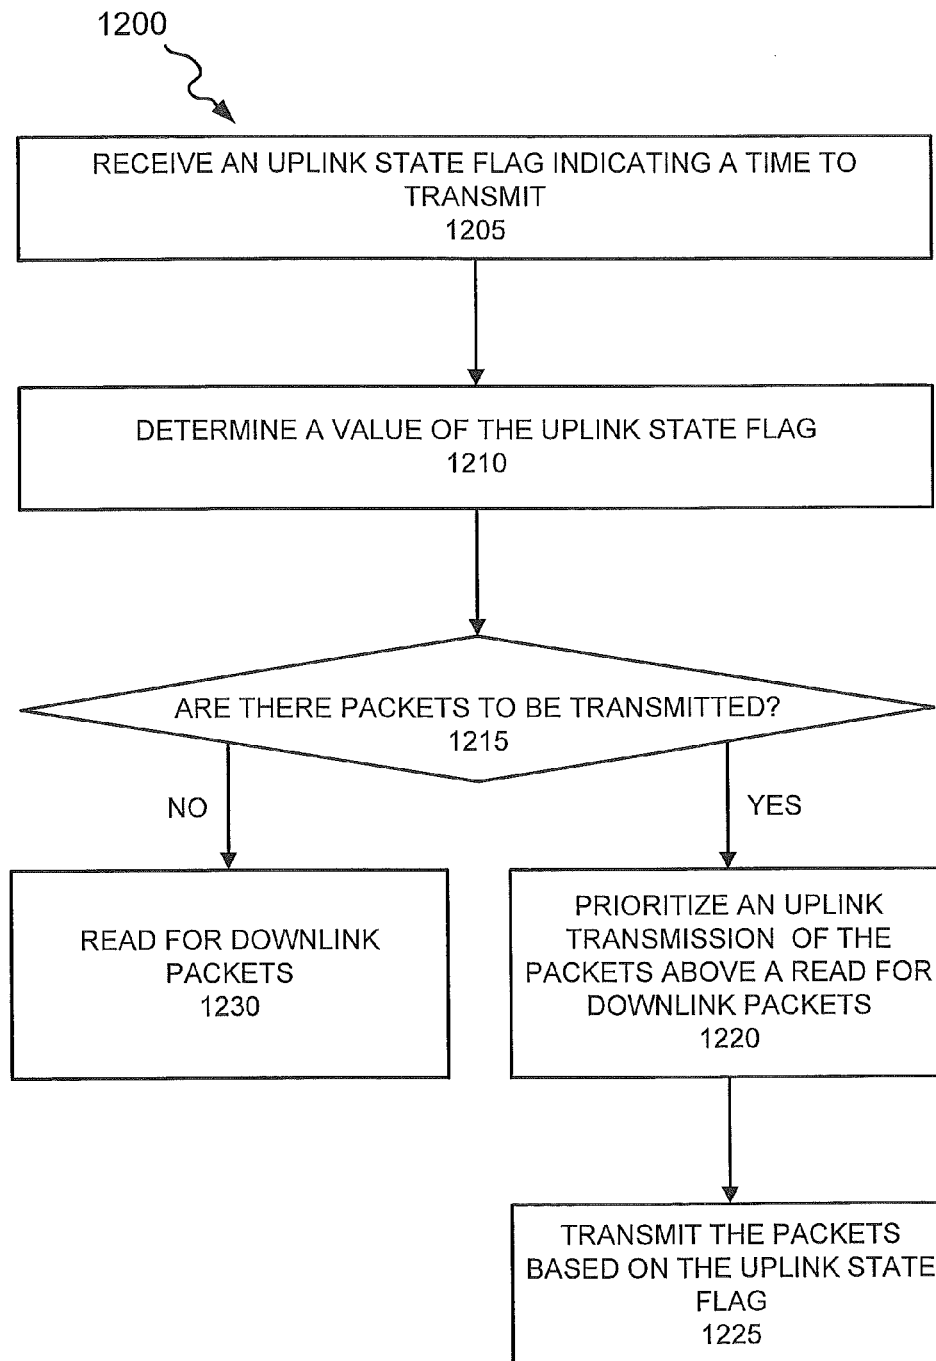 1200
RECEIVE AN UPLINK STATE FLAG INDICATING A TIME TO
TRANSMIT
1205
DETERMINE A VALUE OF THE UPLINK STATE FLAG
1210
ARE THERE PACKETS TO BE TRANSMITTED?
1215
NO
YES
READ FOR DOWNLINK
PACKETS
1230
PRIORITIZE AN UPLINK
TRANSMISSION OF THE
PACKETS ABOVE A READ FOR
DOWNLINK PACKETS
1220
TRANSMIT THE PACKETS
BASED ON THE UPLINK STATE
FLAG
1225